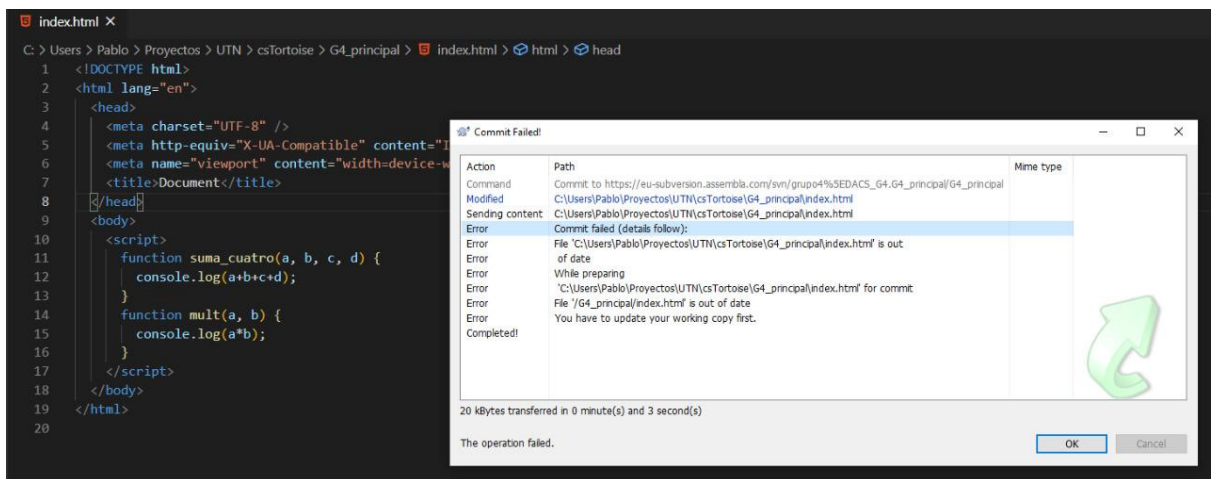 index.html
C: > Users > Pablo > Proyectos > UTN > csTortoise > G4_principal > index.html > html > head
1 <!DOCTYPE html>
2 <html lang="en">
3 <head>
4 <meta charset="UTF-8" />
5 <meta http-equiv="X-UA-Compatible" content="I
6 <meta name="viewport" content="width=device-w
7 <title>Document</title>
8 </head>
9 <body>
10 <script>
11 function suma_cuatro(a, b, c, d) {
12 console.log(a+b+c+d);
13 }
14 function mult(a, b) {
15 console.log(a*b);
16 }
17 </script>
18 </body>
19 </html>
20
Commit Failed!
Action Path Mime type
Command Commit to https://eu-subversion.assembla.com/svn/grupo4%5EDACS_G4.G4_principal/G4_principal
Modified C:\Users\Pablo\Proyectos\UTN\csTortoise\G4_principal\index.html
Sending content C:\Users\Pablo\Proyectos\UTN\csTortoise\G4_principal\index.html
Error Commit failed (details follow):
Error File 'C:\Users\Pablo\Proyectos\UTN\csTortoise\G4_principal\index.html' is out
Error of date
Error While preparing
Error 'C:\Users\Pablo\Proyectos\UTN\csTortoise\G4_principal\index.html' for commit
Error File '/G4_principal/index.html' is out of date
Error You have to update your working copy first.
Completed!
20 kBytes transferred in 0 minute(s) and 3 second(s)
The operation failed.
OK Cancel